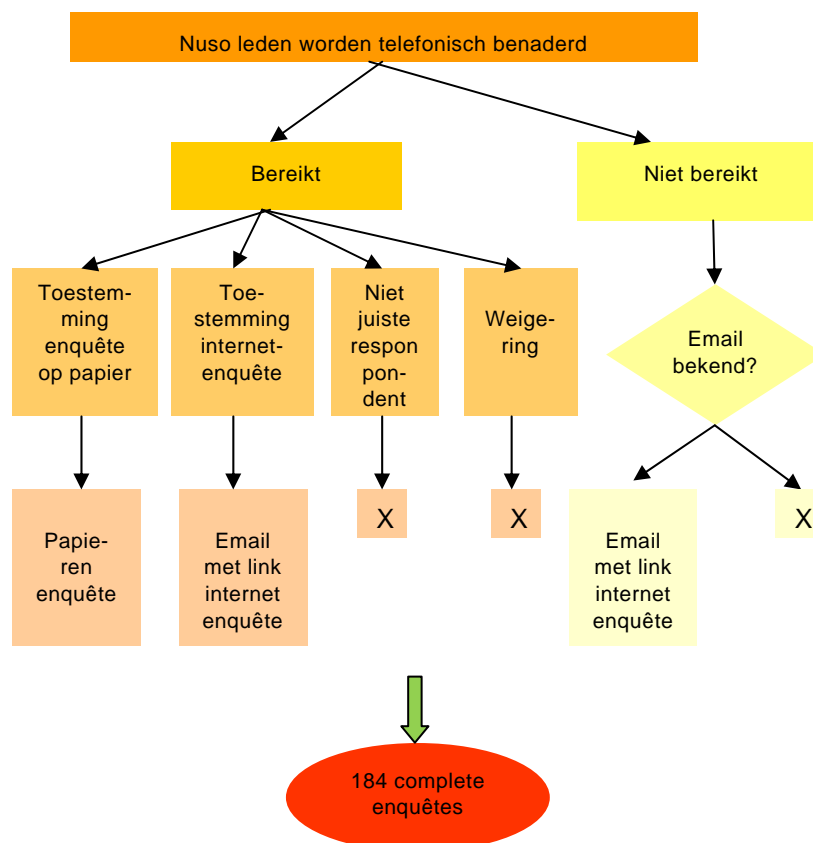 Nuso leden worden telefonisch benaderd
Bereikt
Niet bereikt
Toestem-
ming
enquête
op papier
Toe-
stemming
internet-
enquête
Niet
juiste
respon
pon-
dent
Weige-
ring
Email
bekend?
Papie-
ren
enquête
Email
met link
internet
enquête
X
X
Email
met link
internet
enquête
X
184 complete
enquêtes